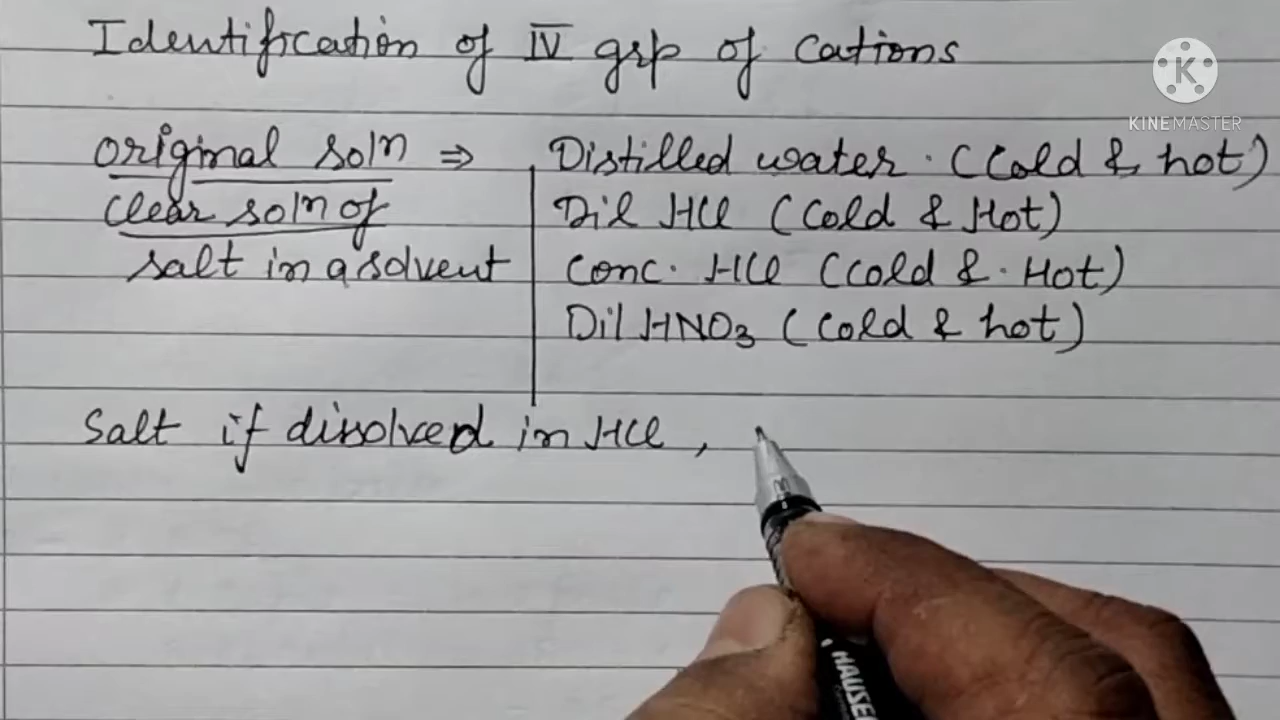 Identification of IV grp of cations
K
KINEMASTER
original soln ⇒ Distilled water. (Cold & hot)
clear soln of Dil HCl (Cold & Hot)
salt in a solvent Conc. HCl (Cold &. Hot)
Dil HNO3 (Cold & hot)
Salt if dissolved in HCl,
HAUSER